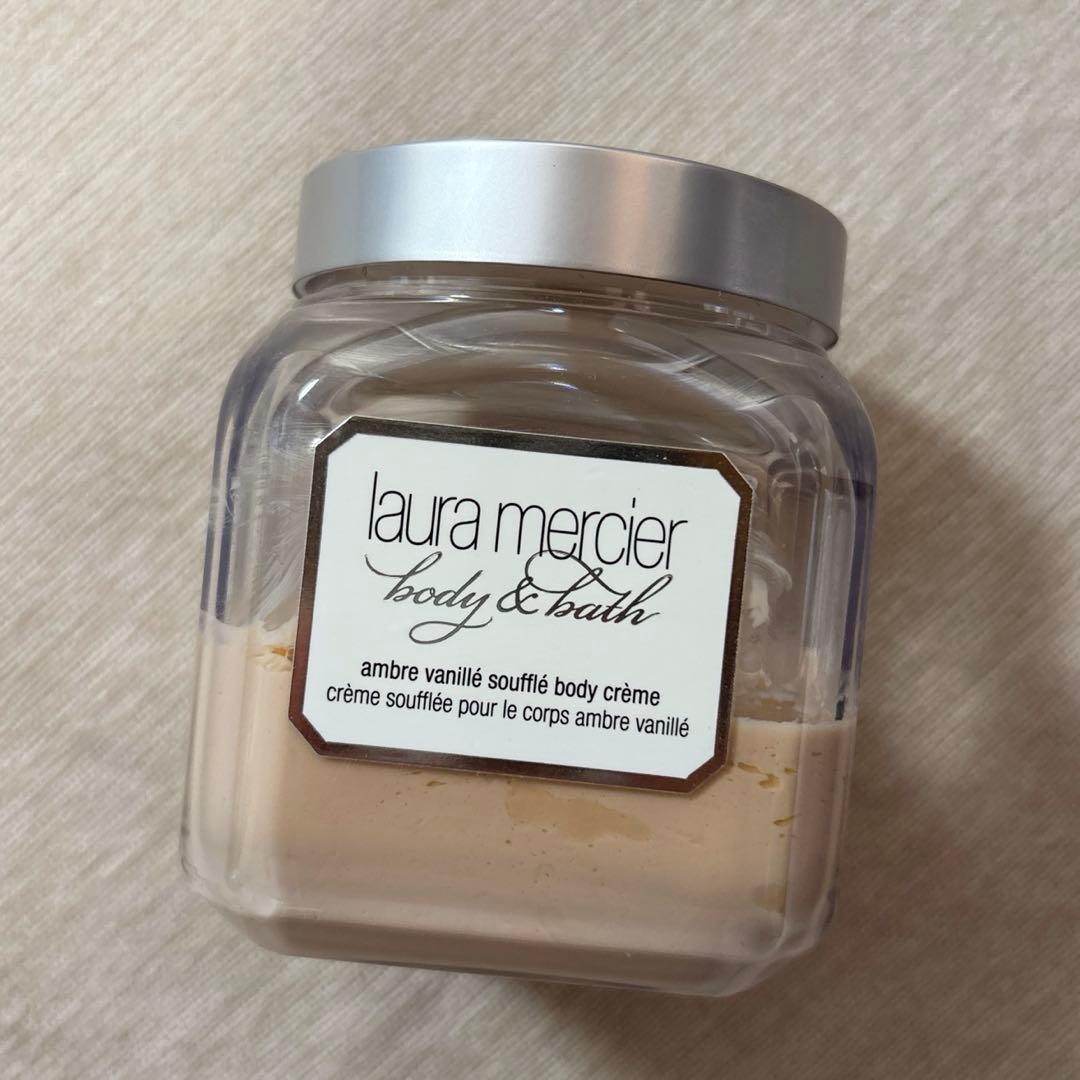 laura mercier
body & bath
ambre vanillé soufflé body crème
crème soufflée pour le corps ambre vanillé